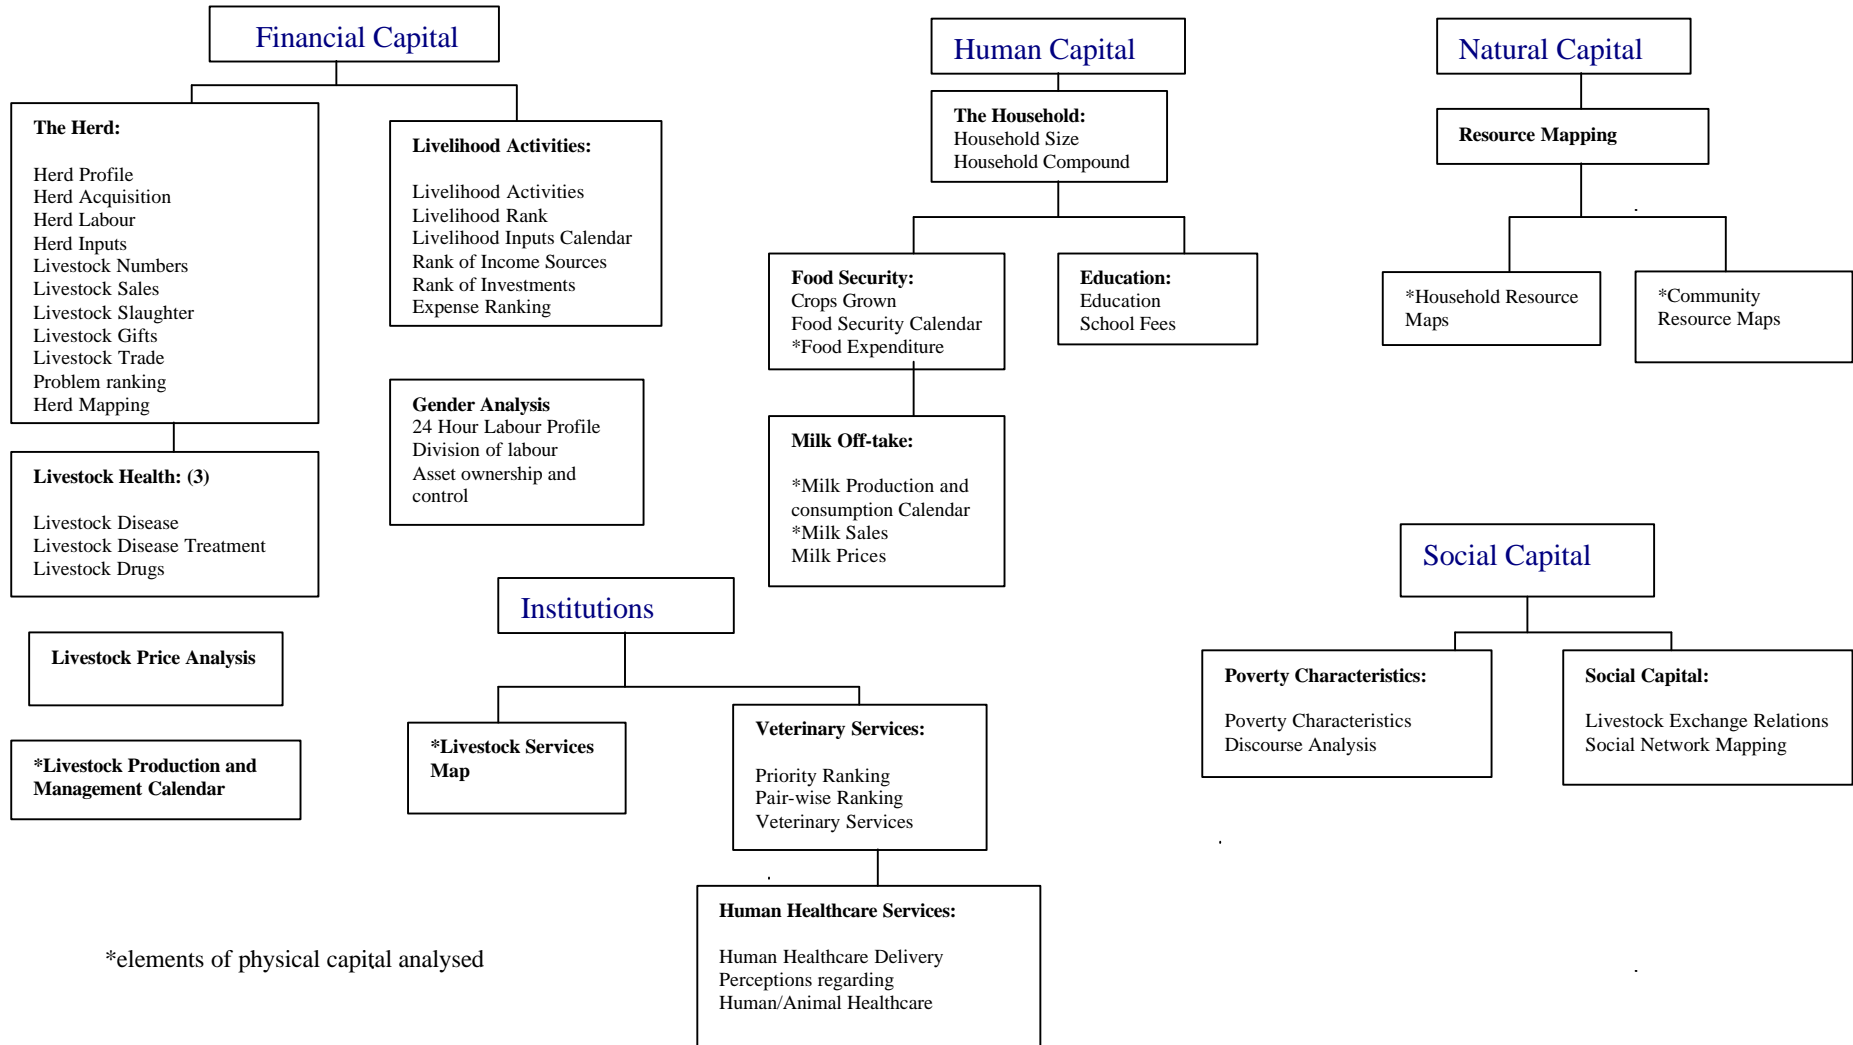 Financial Capital
The Herd:
Herd Profile
Herd Acquisition
Herd Labour
Herd Inputs
Livestock Numbers
Livestock Sales
Livestock Slaughter
Livestock Gifts
Livestock Trade
Problem ranking
Herd Mapping
Livestock Health: (3)
Livestock Disease
Livestock Disease Treatment
Livestock Drugs
Livestock Price Analysis
*Livestock Production and
Management Calendar
Livelihood Activities:
Livelihood Activities
Livelihood Rank
Livelihood Inputs Calendar
Rank of Income Sources
Rank of Investments
Expense Ranking
Gender Analysis
24 Hour Labour Profile
Division of labour
Asset ownership and
control
Institutions
*Livestock Services
Map
Veterinary Services:
Priority Ranking
Pair-wise Ranking
Veterinary Services
Human Healthcare Services:
Human Healthcare Delivery
Perceptions regarding
Human/Animal Healthcare
Human Capital
The Household:
Household Size
Household Compound
Food Security:
Crops Grown
Food Security Calendar
*Food Expenditure
Education:
Education
School Fees
Milk Off-take:
*Milk Production and
consumption Calendar
*Milk Sales
Milk Prices
Natural Capital
Resource Mapping
*Household Resource
Maps
*Community
Resource Maps
Social Capital
Poverty Characteristics:
Poverty Characteristics
Discourse Analysis
Social Capital:
Livestock Exchange Relations
Social Network Mapping
*elements of physical capital analysed